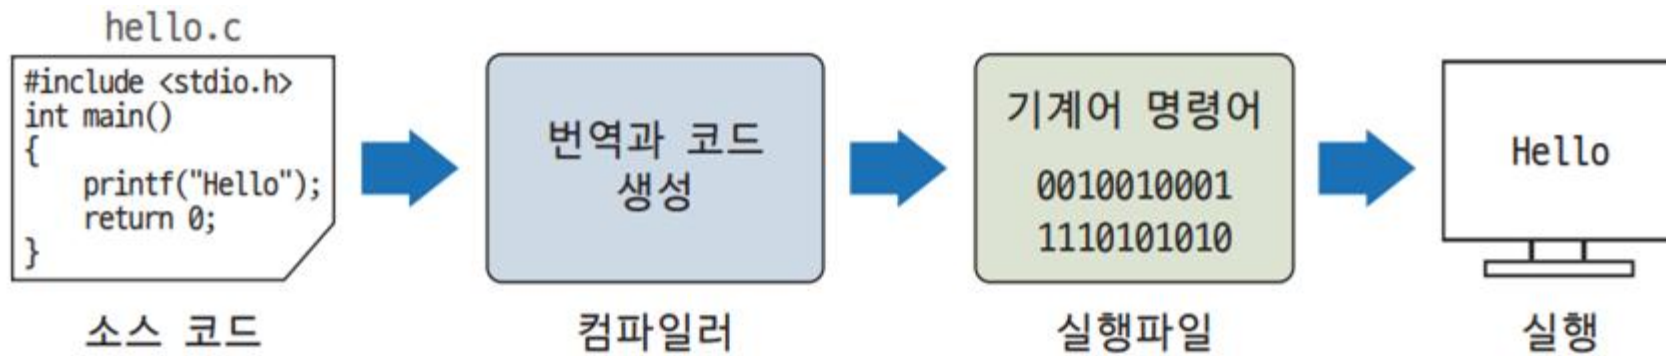 hello.c
#include <stdio.h>
int main()
{
    printf("Hello");
    return 0;
}
소스 코드
번역과 코드
생성
컴파일러
기계어 명령어
0010010001
1110101010
실행파일
Hello
실행